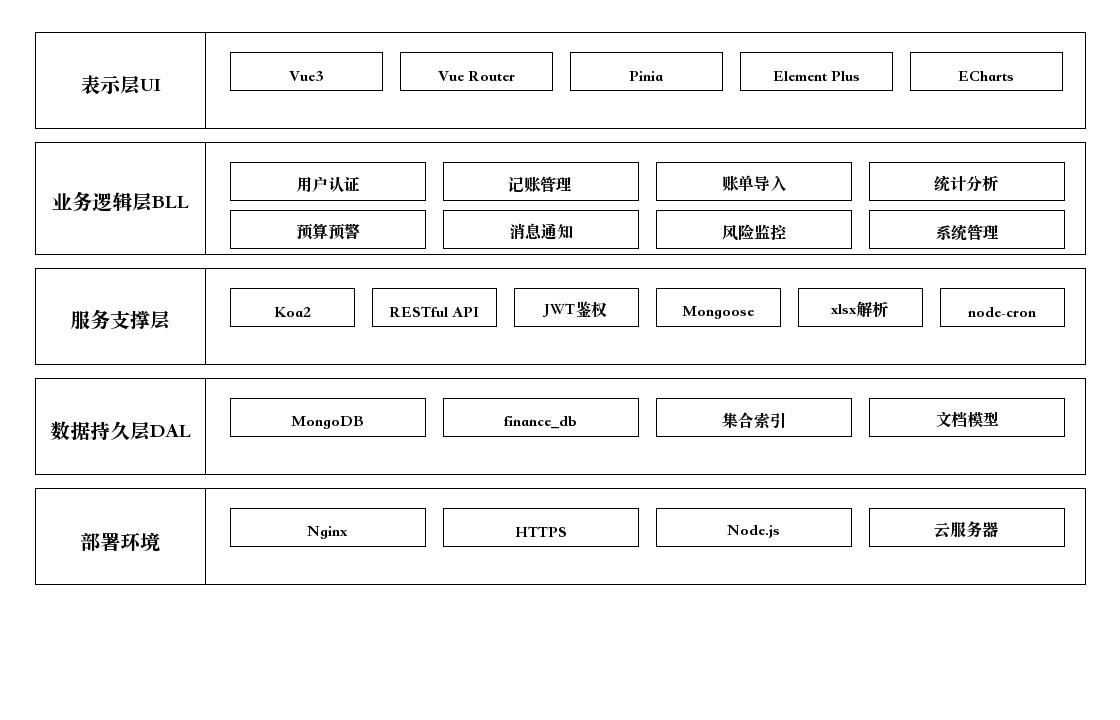 表示层UI
Vue3
Vue Router
Pinia
Element Plus
ECharts
业务逻辑层BLL
用户认证
记账管理
账单导入
统计分析
预算预警
消息通知
风险监控
系统管理
服务支撑层
Koa2
RESTful API
JWT鉴权
Mongoose
xlsx解析
node-cron
数据持久层DAL
MongoDB
finance_db
集合索引
文档模型
部署环境
Nginx
HTTPS
Node.js
云服务器